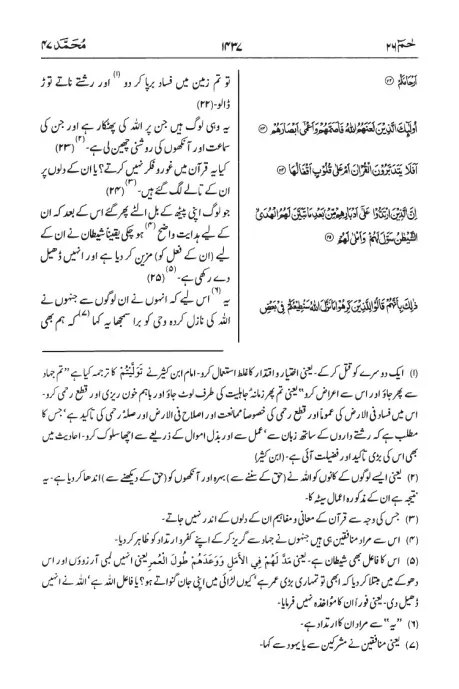 حٰمٓ ۲۶
۱۴۳۷
مُحَمَّد ۴۷
اَرْحَامَكُمْ ﴿۲۲﴾
اُولٰٓئِكَ الَّذِیْنَ لَعَنَهُمُ اللّٰهُ فَاَصَمَّهُمْ وَاَعْمٰٓی اَبْصَارَهُمْ ﴿۲۳﴾
اَفَلَا یَتَدَبَّرُوْنَ الْقُرْاٰنَ اَمْ عَلٰی قُلُوْبٍ اَقْفَالُهَا ﴿۲۴﴾
اِنَّ الَّذِیْنَ ارْتَدُّوْا عَلٰٓی اَدْبَارِهِمْ مِّنْۢ بَعْدِ مَا تَبَیَّنَ لَهُمُ الْهُدَی
الشَّیْطٰنُ سَوَّلَ لَهُمْ وَاَمْلٰی لَهُمْ ﴿۲۵﴾
ذٰلِكَ بِاَنَّهُمْ قَالُوْا لِلَّذِیْنَ كَرِهُوْا مَا نَزَّلَ اللّٰهُ سَنُطِیْعُكُمْ فِیْ بَعْضِ
تو تم زمین میں فساد برپا کر دو (۱) اور رشتے ناتے توڑ
ڈالو-(۲۲)
یہ وہی لوگ ہیں جن پر اللہ کی پھٹکار ہے اور جن کی
سماعت اور آنکھوں کی روشنی چھین لی ہے- (۲) (۲۳)
کیا یہ قرآن میں غور و فکر نہیں کرتے؟ یا ان کے دلوں پر
ان کے تالے لگ گئے ہیں- (۳) (۲۴)
جو لوگ اپنی پیٹھ کے بل الٹے پھر گئے اس کے بعد کہ ان
کے لیے ہدایت واضح (۴) ہو چکی یقیناً شیطان نے ان کے
لیے (ان کے فعل کو) مزین کر دیا ہے اور انہیں ڈھیل
دے رکھی ہے- (۵) (۲۵)
یہ (۶) اس لیے کہ انہوں نے ان لوگوں سے جنہوں نے
اللہ کی نازل کردہ وحی کو برا سمجھا یہ کہا (۷) کہ ہم بھی
(۱) ایک دوسرے کو قتل کر کے- یعنی اختیار و اقتدار کا غلط استعمال کرو- امام ابن کثیر نے تَوَلَّيْتُمْ کا ترجمہ کیا ہے ”تم جہاد
سے پھر جاؤ اور اس سے اعراض کرو“ یعنی تم پھر زمانۂ جاہلیت کی طرف لوٹ جاؤ اور باہم خون ریزی اور قطع رحمی کرو-
اس میں فساد فی الارض کی عموماً اور قطع رحمی کی خصوصاً ممانعت اور اصلاح فی الارض اور صلۂ رحمی کی تاکید ہے‘ جس کا
مطلب ہے کہ رشتے داروں کے ساتھ زبان سے‘ عمل سے اور بذل اموال کے ذریعے سے اچھا سلوک کرو- احادیث میں
بھی اس کی بڑی تاکید اور فضیلت آئی ہے- (ابن کثیر)
(۲) یعنی ایسے لوگوں کے کانوں کو اللہ نے (حق کے سننے سے) بہرہ اور آنکھوں کو (حق کے دیکھنے سے) اندھا کر دیا ہے- یہ
نتیجہ ہے ان کے مذکورہ اعمال سیئہ کا-
(۳) جس کی وجہ سے قرآن کے معانی و مفاہیم ان کے دلوں کے اندر نہیں جاتے-
(۴) اس سے مراد منافقین ہی ہیں جنہوں نے جہاد سے گریز کر کے اپنے کفر و ارتداد کو ظاہر کر دیا-
(۵) اس کا فاعل بھی شیطان ہے- یعنی مَدَّ لَهُمْ فِي الأَمَلِ وَوَعَدَهُمْ طُولَ الْعُمرِ یعنی انہیں لمبی آرزوؤں اور اس
دھوکے میں مبتلا کر دیا کہ ابھی تو تمہاری بڑی عمر ہے‘ کیوں لڑائی میں اپنی جان گنواتے ہو؟ یا فاعل اللہ ہے‘ اللہ نے انہیں
ڈھیل دی- یعنی فوراً ان کا مؤاخذہ نہیں فرمایا-
(۶) ”یہ“ سے مراد ان کا ارتداد ہے-
(۷) یعنی منافقین نے مشرکین سے یا یہود سے کہا-